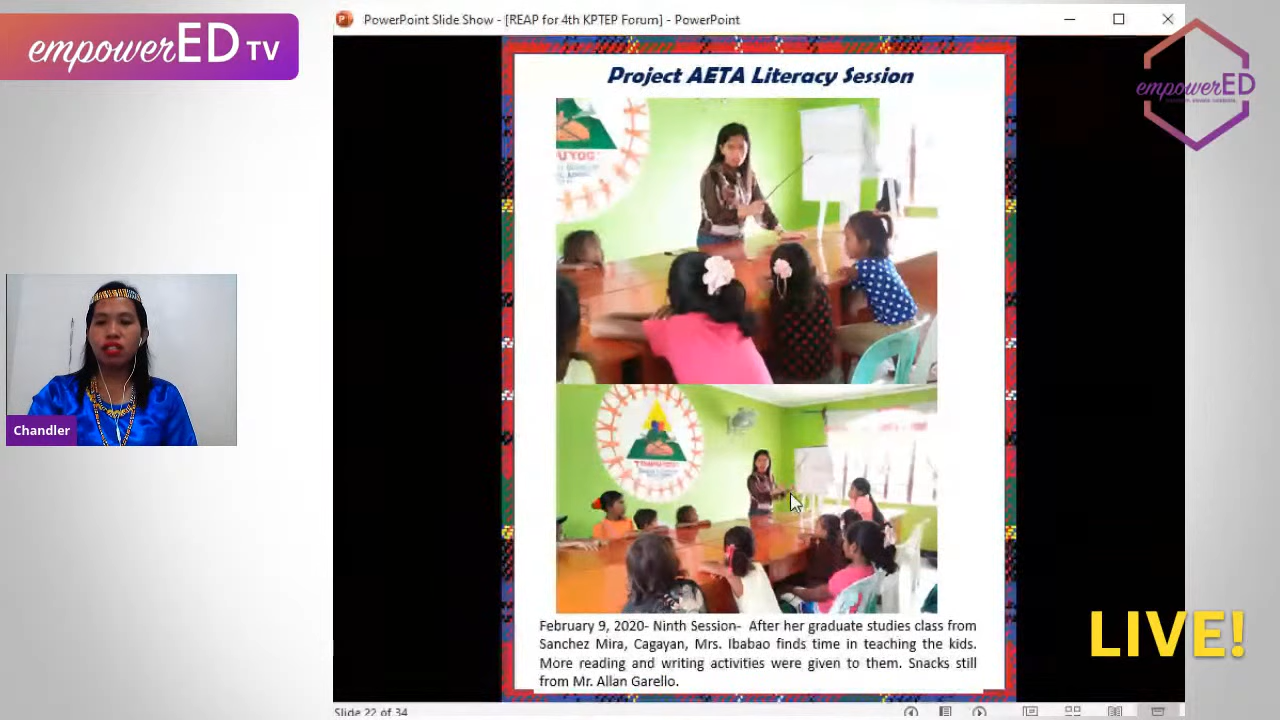 empowerED TV
PowerPoint Slide Show - [REAP for 4th KPTEP Forum] - PowerPoint
empowerED
Project AETA Literacy Session
Chandler
February 9, 2020- Ninth Session- After her graduate studies class from
Sanchez Mira, Cagayan, Mrs. Ibabao finds time in teaching the kids.
More reading and writing activities were given to them. Snacks still
from Mr. Allan Garello.
LIVE!
Slide 22 of 34